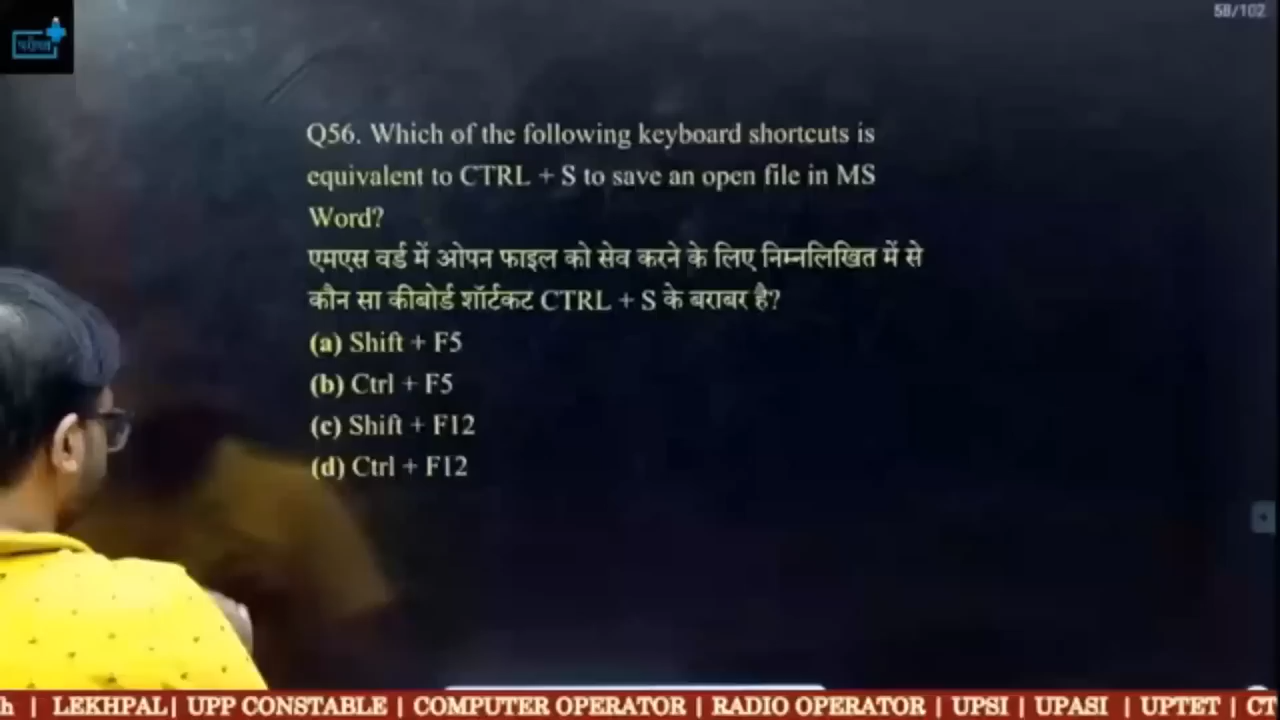 58/102
Q56. Which of the following keyboard shortcuts is
equivalent to CTRL + S to save an open file in MS
Word?
एमएस वर्ड में ओपन फाइल को सेव करने के लिए निम्नलिखित में से
कौन सा कीबोर्ड शॉर्टकट CTRL + S के बराबर है?
(a) Shift + F5
(b) Ctrl + F5
(c) Shift + F12
(d) Ctrl + F12
| LEKHPAL| UPP CONSTABLE | COMPUTER OPERATOR | RADIO OPERATOR | UPSI | UPASI | UPTET |